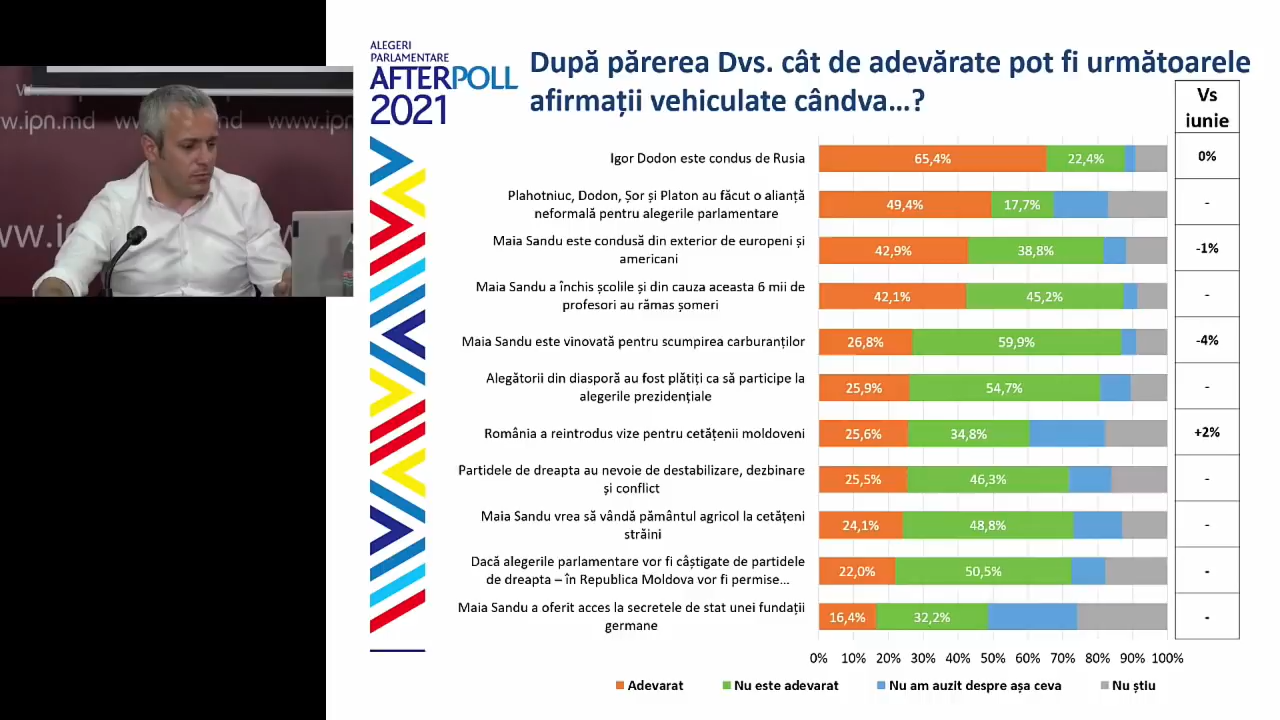 w.
w.ipn.md
ww
md
www.ipn
ALEGERI
PARLAMENTARE
AFTERPOLL
2021
După părerea Dvs. cât de adevărate pot fi următoarele
afirmații vehiculate cândva...?
Vs
iunie
Igor Dodon este condus de Rusia
65,4% 22,4% 0%
Plahotniuc, Dodon, Șor și Platon au făcut o alianță
neformală pentru alegerile parlamentare
49,4% 17,7% -
Maia Sandu este condusă din exterior de europeni și
americani
42,9% 38,8% -1%
Maia Sandu a închis școlile și din cauza aceasta 6 mii de
profesori au rămas șomeri
42,1% 45,2% -
Maia Sandu este vinovată pentru scumpirea carburanților
26,8% 59,9% -4%
Alegătorii din diasporă au fost plătiți ca să participe la
alegerile prezidențiale
25,9% 54,7% -
România a reintrodus vize pentru cetățenii moldoveni
25,6% 34,8% +2%
Partidele de dreapta au nevoie de destabilizare, dezbinare
și conflict
25,5% 46,3% -
Maia Sandu vrea să vândă pământul agricol la cetățeni
străini
24,1% 48,8% -
Dacă alegerile parlamentare vor fi câștigate de partidele
de dreapta – în Republica Moldova vor fi permise...
22,0% 50,5% -
Maia Sandu a oferit acces la secretele de stat unei fundații
germane
16,4% 32,2% -
0% 10% 20% 30% 40% 50% 60% 70% 80% 90% 100%
Adevarat Nu este adevarat Nu am auzit despre așa ceva Nu știu